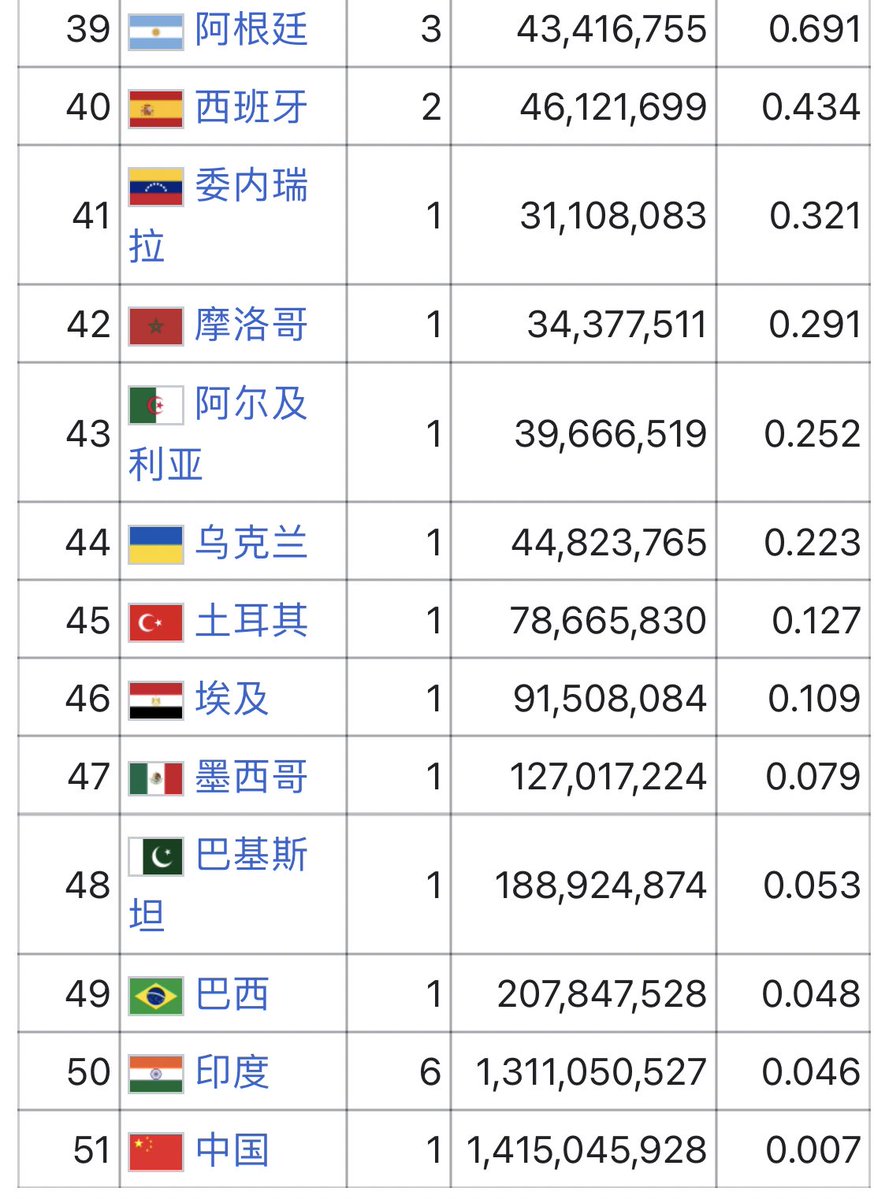 39 阿根廷 3 43,416,755 0.691
40 西班牙 2 46,121,699 0.434
41 委内瑞拉 1 31,108,083 0.321
42 摩洛哥 1 34,377,511 0.291
43 阿尔及利亚 1 39,666,519 0.252
44 乌克兰 1 44,823,765 0.223
45 土耳其 1 78,665,830 0.127
46 埃及 1 91,508,084 0.109
47 墨西哥 1 127,017,224 0.079
48 巴基斯坦 1 188,924,874 0.053
49 巴西 1 207,847,528 0.048
50 印度 6 1,311,050,527 0.046
51 中国 1 1,415,045,928 0.007